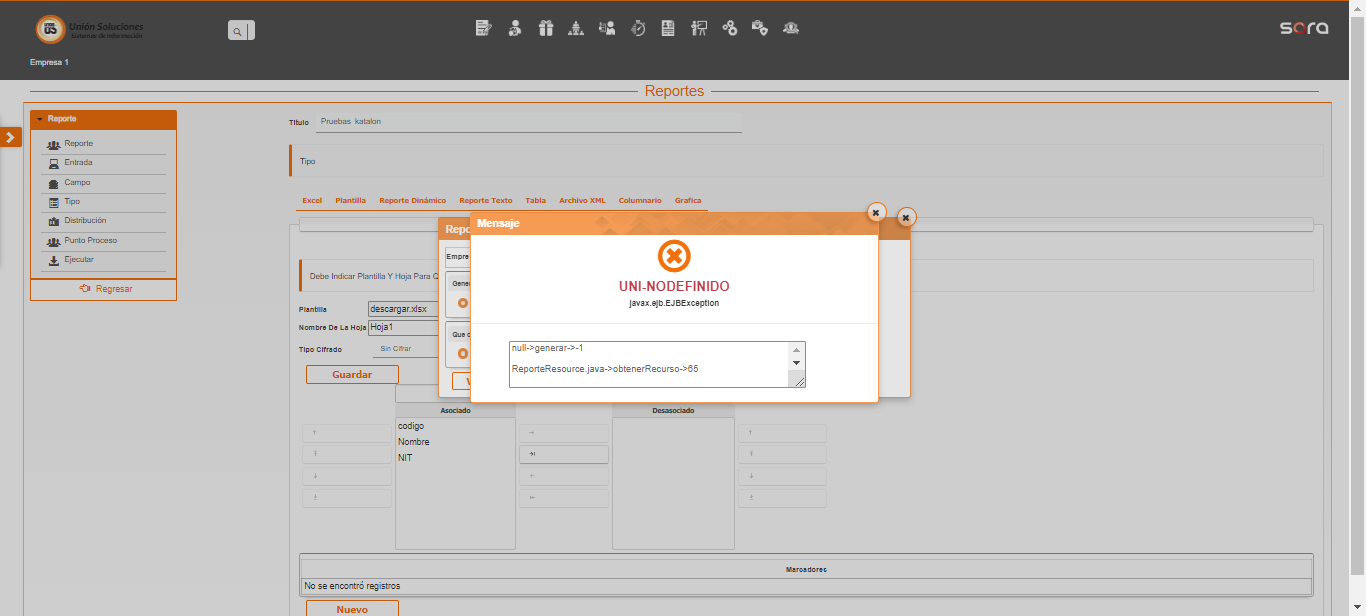 Unión Soluciones
Sistemas de Información
sora
Empresa 1
Reportes
Reporte
Reporte
Entrada
Campo
Tipo
Distribución
Punto Proceso
Ejecutar
Regresar
Titulo Pruebas katalon
Tipo
Excel Plantilla Reporte Dinámico Reporte Texto Tabla Archivo XML Columnario Grafica
Mensaje
UNI-NODEFINIDO
javax.ejb.EJBException
null->generar->-1
ReporteResource.java->obtenerRecurso->65
Repo
Empre
Gener
Que d
Debe Indicar Plantilla Y Hoja Para Q
Plantilla descargar.xlsx
Nombre De La Hoja Hoja1
Tipo Cifrado Sin Cifrar
Guardar
Asociado Desasociado
codigo
Nombre
NIT
Marcadores
No se encontró registros
Nuevo